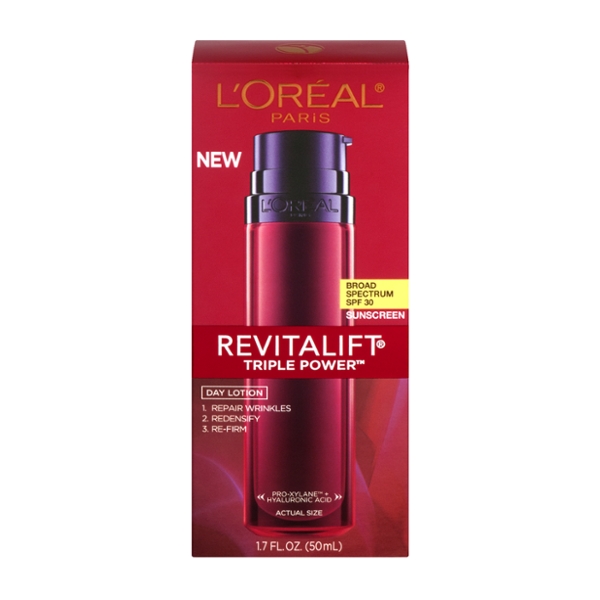 L'ORÉAL®
PARIS
NEW
L'ORÉAL
PARIS
BROAD
SPECTRUM
SPF 30
SUNSCREEN
REVITALIFT®
TRIPLE POWER™
DAY LOTION
1. REPAIR WRINKLES
2. REDENSIFY
3. RE-FIRM
PRO-XYLANE™ +
HYALURONIC ACID
ACTUAL SIZE
1.7 FL. OZ. (50mL)